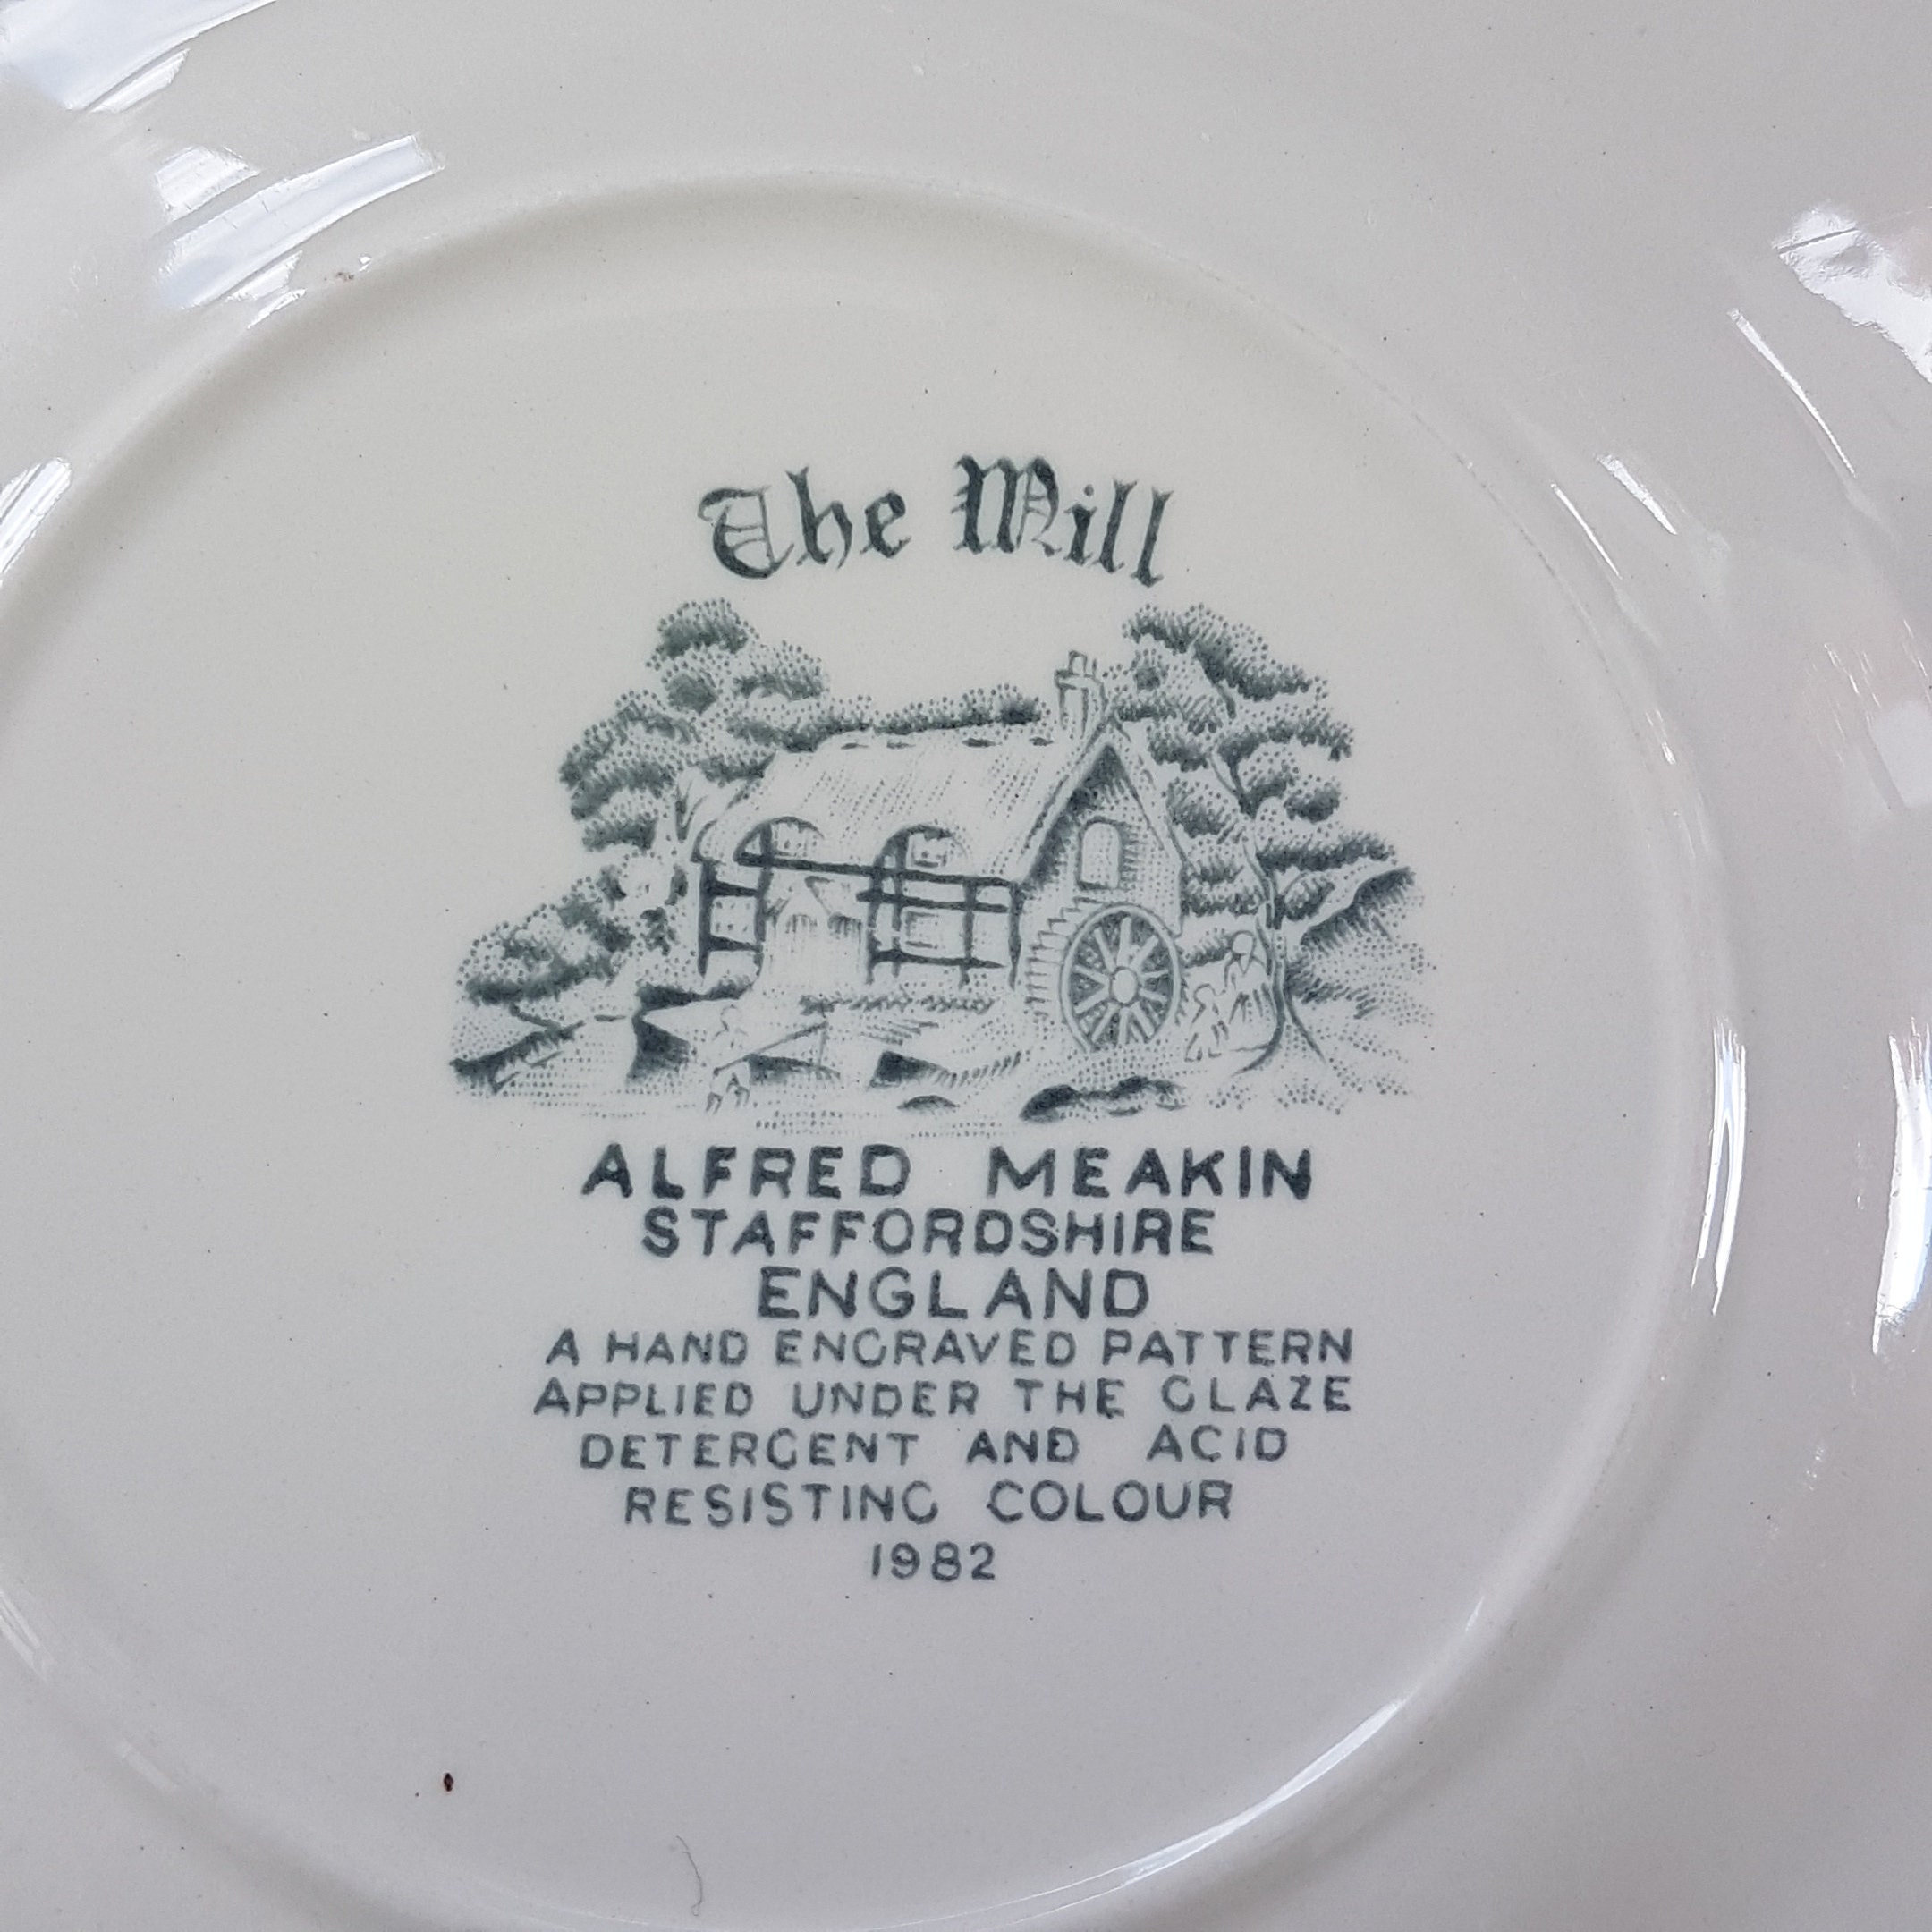 The Mill
ALFRED MEAKIN
STAFFORDSHIRE
ENGLAND
A HAND ENGRAVED PATTERN
APPLIED UNDER THE GLAZE
DETERGENT AND ACID
RESISTING COLOUR
1982